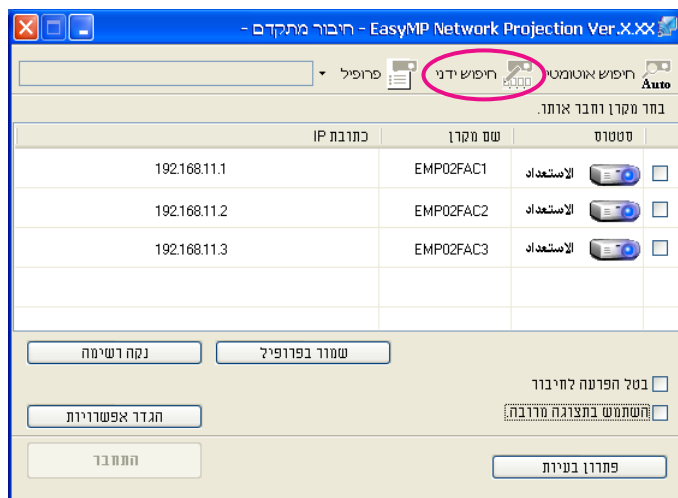 EasyMP Network Projection Ver.X.XX - חיבור מתקדם -
Auto חיפוש אוטומטי חיפוש ידני פרופיל
בחר מקרן וחבר אותו.
סטטוס שם מקרן כתובת IP
الاستعداد EMP02FAC1 192.168.11.1
الاستعداد EMP02FAC2 192.168.11.2
الاستعداد EMP02FAC3 192.168.11.3
שמור בפרופיל נקה רשימה
בטל הפרעה לחיבור
השתמש בתצוגה מרובה. הגדר אפשרויות
פתרון בעיות התחבר